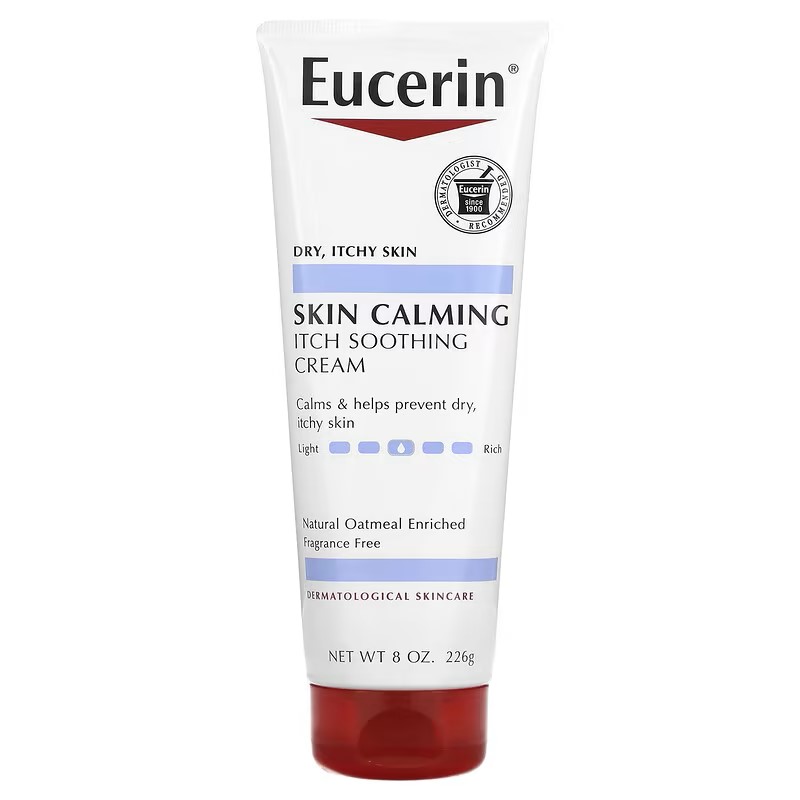 Eucerin®
DERMATOLOGIST RECOMMENDED
Eucerin
since
1900
DRY, ITCHY SKIN
SKIN CALMING
ITCH SOOTHING
CREAM
Calms & helps prevent dry,
itchy skin
Light Rich
Natural Oatmeal Enriched
Fragrance Free
DERMATOLOGICAL SKINCARE
NET WT 8 OZ. 226g